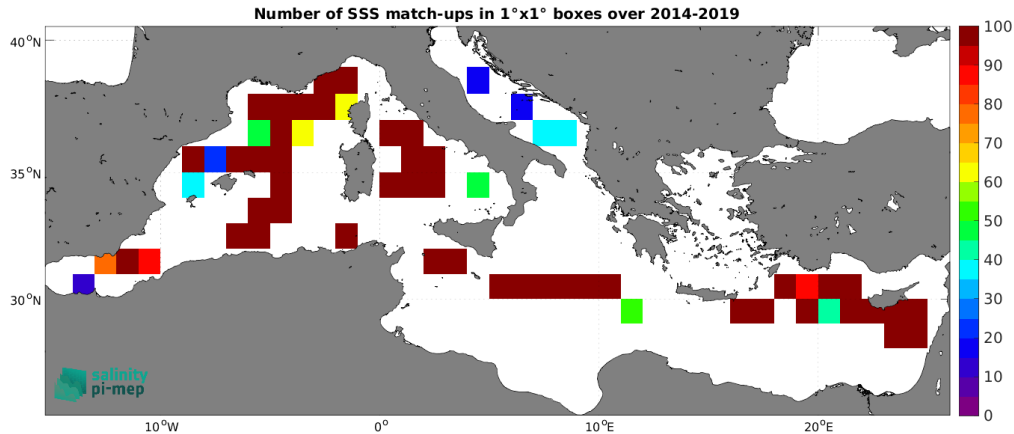 Number of SSS match-ups in 1°x1° boxes over 2014-2019
40°N
35°N
30°N
10°W
0°
10°E
20°E
100
90
80
70
60
50
40
30
20
10
0
salinity
pi-mep